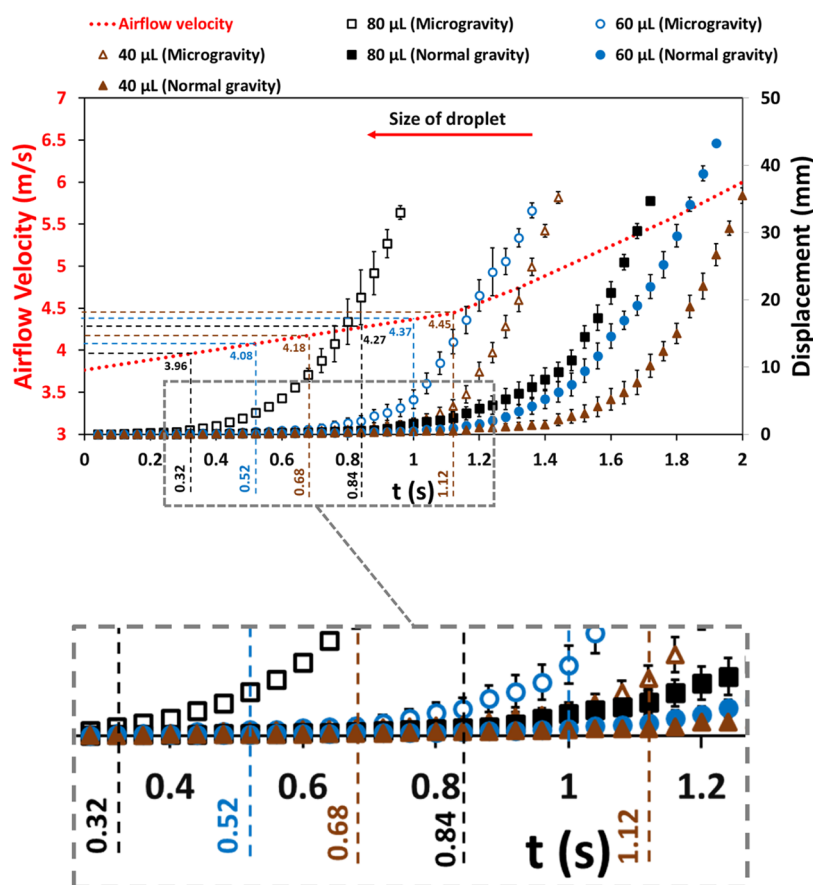 Airflow velocity
80 µL (Microgravity)
60 µL (Microgravity)
40 µL (Microgravity)
80 µL (Normal gravity)
60 µL (Normal gravity)
40 µL (Normal gravity)
Airflow Velocity (m/s)
7
6.5
6
5.5
5
4.5
4
3.5
3
Size of droplet
50
40
30
20
10
0
Displacement (mm)
3.96
4.08
4.18
4.27
4.37
4.45
0 0.2 0.4 0.6 0.8 1 1.2 1.4 1.6 1.8 2
0.32
0.52
0.68
0.84
1.12
t (s)
0.4 0.6 0.8 1 1.2
0.32
0.52
0.68
0.84
1.12
t (s)